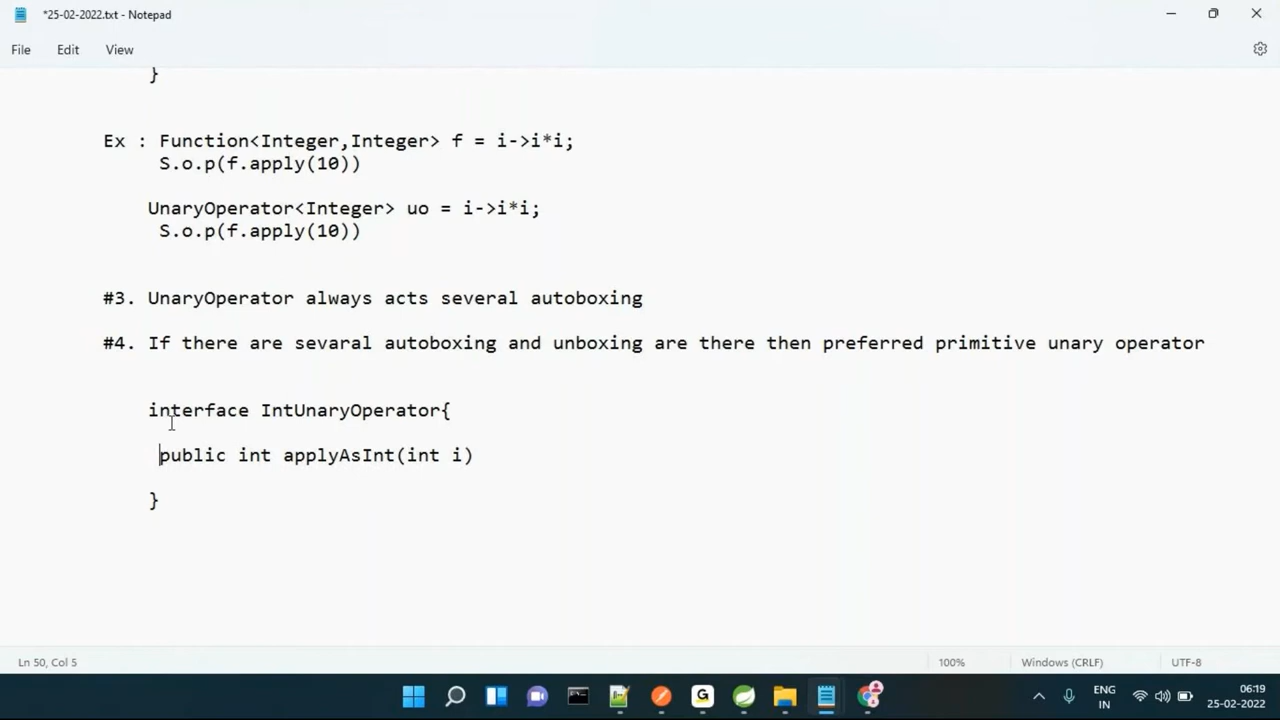 *25-02-2022.txt - Notepad
File Edit View
}
Ex : Function<Integer,Integer> f = i->i*i;
S.o.p(f.apply(10))
UnaryOperator<Integer> uo = i->i*i;
S.o.p(f.apply(10))
#3. UnaryOperator always acts several autoboxing
#4. If there are sevaral autoboxing and unboxing are there then preferred primitive unary operator
interface IntUnaryOperator{
public int applyAsInt(int i)
}
Ln 50, Col 5 100% Windows (CRLF) UTF-8
ENG 06:19
IN 25-02-2022